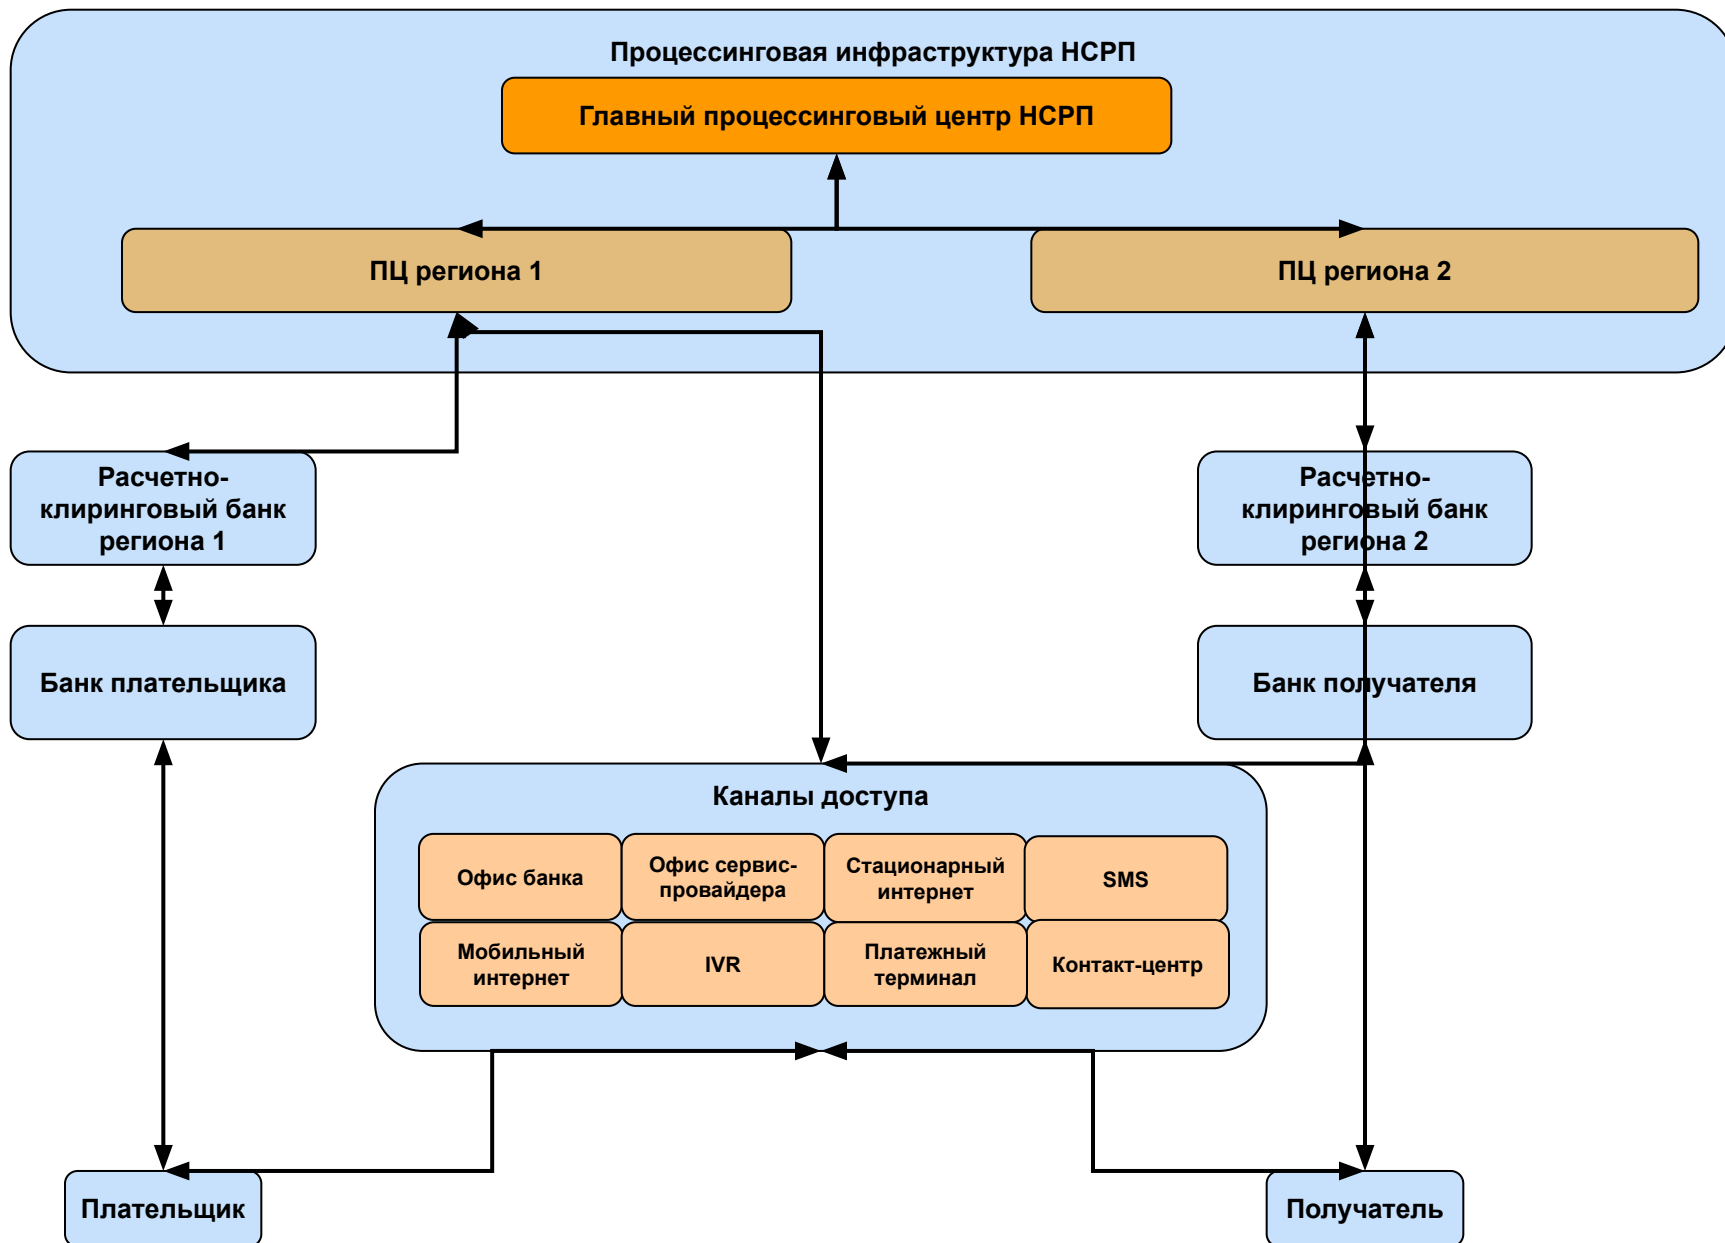 Процессинговая инфраструктура НСРП
Главный процессинговый центр НСРП
ПЦ региона 1
ПЦ региона 2
Расчетно-
клиринговый банк
региона 1
Расчетно-
клиринговый банк
региона 2
Банк плательщика
Банк получателя
Каналы доступа
Офис банка
Офис сервис-
провайдера
Стационарный
интернет
SMS
Мобильный
интернет
IVR
Платежный
терминал
Контакт-центр
Плательщик
Получатель